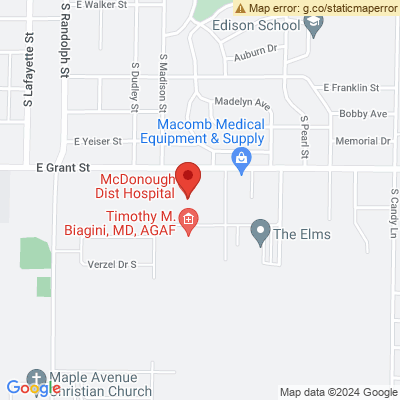 Map error: g.co/staticmaperror
E Walker St
Edison School
S Lafayette St
S Randolph St
S Dudley St
S Madison St
Auburn Dr
E Franklin St
Madelyn Ave
Bobby Ave
S Pearl St
Macomb Medical
Equipment & Supply
E Yeiser St
Memorial Dr
E Grant St
McDonough
Dist Hospital
S Candy Ln
Timothy M.
Biagini, MD, AGAF
The Elms
Verzel Dr S
Maple Avenue
Christian Church
Google
Map data ©2024 Google